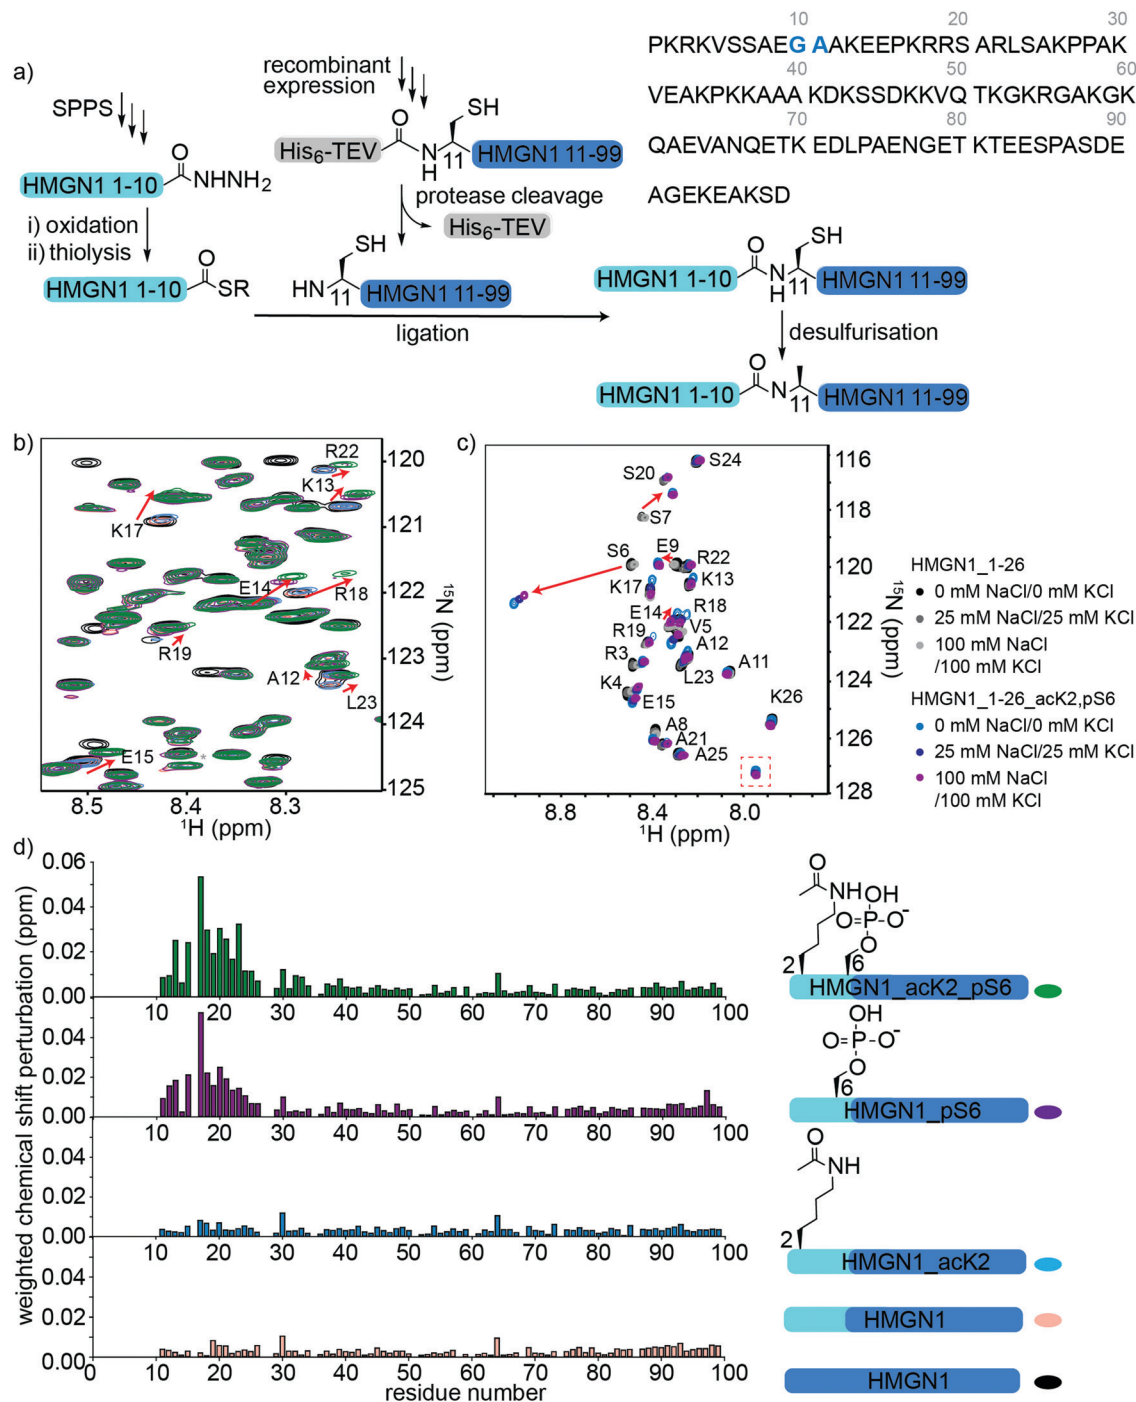 a)
SPPS
NHNH2
O
HMGN1 1-10
i) oxidation
ii) thiolysis
O
HMGN1 1-10
SR
recombinant
expression
SH
O
His6-TEV
N
H
11
HMGN1 11-99
protease cleavage
His6-TEV
SH
HN
11
HMGN1 11-99
ligation
10 20 30
PKRKVSSAEG AAKEEPKRRS ARLSAKPPAK
40 50 60
VEAKPKKAAA AKDKSSDKKVQ TKGKRGAKGK
70 80 90
QAEVANQETK EDLPAENGET KTEESPASDE
AGEKEAKSD
SH
O
HMGN1 1-10
N
H
11
HMGN1 11-99
desulfurisation
O
HMGN1 1-10
N
11
HMGN1 11-99
b)
R22
K13
K17
E14
R18
R19
A12
L23
E15
*
120
121
122
123
124
125
15N (ppm)
8.5 8.4 8.3
1H (ppm)
c)
S24
S20
S7
S6
E9
R22
K17
K13
E14
R18
V5
R19
A12
R3
L23
A11
K4
E15
K26
A8
A21
A25
116
118
120
122
124
126
128
15N (ppm)
8.8 8.4 8.0
1H (ppm)
HMGN1_1-26
0 mM NaCl/0 mM KCl
25 mM NaCl/25 mM KCl
100 mM NaCl
/100 mM KCl
HMGN1_1-26_acK2,pS6
0 mM NaCl/0 mM KCl
25 mM NaCl/25 mM KCl
100 mM NaCl
/100 mM KCl
d)
weighted chemical shift perturbation (ppm)
0.06
0.04
0.02
0.00
10 20 30 40 50 60 70 80 90 100
0.04
0.02
0.00
10 20 30 40 50 60 70 80 90 100
0.04
0.02
0.00
10 20 30 40 50 60 70 80 90 100
0.04
0.02
0.00
0 10 20 30 40 50 60 70 80 90 100
residue number
O
NH
OH
O=P-O-
O
2
6
HMGN1_acK2_pS6
OH
O=P-O-
O
6
HMGN1_pS6
O
NH
2
HMGN1_acK2
HMGN1
HMGN1